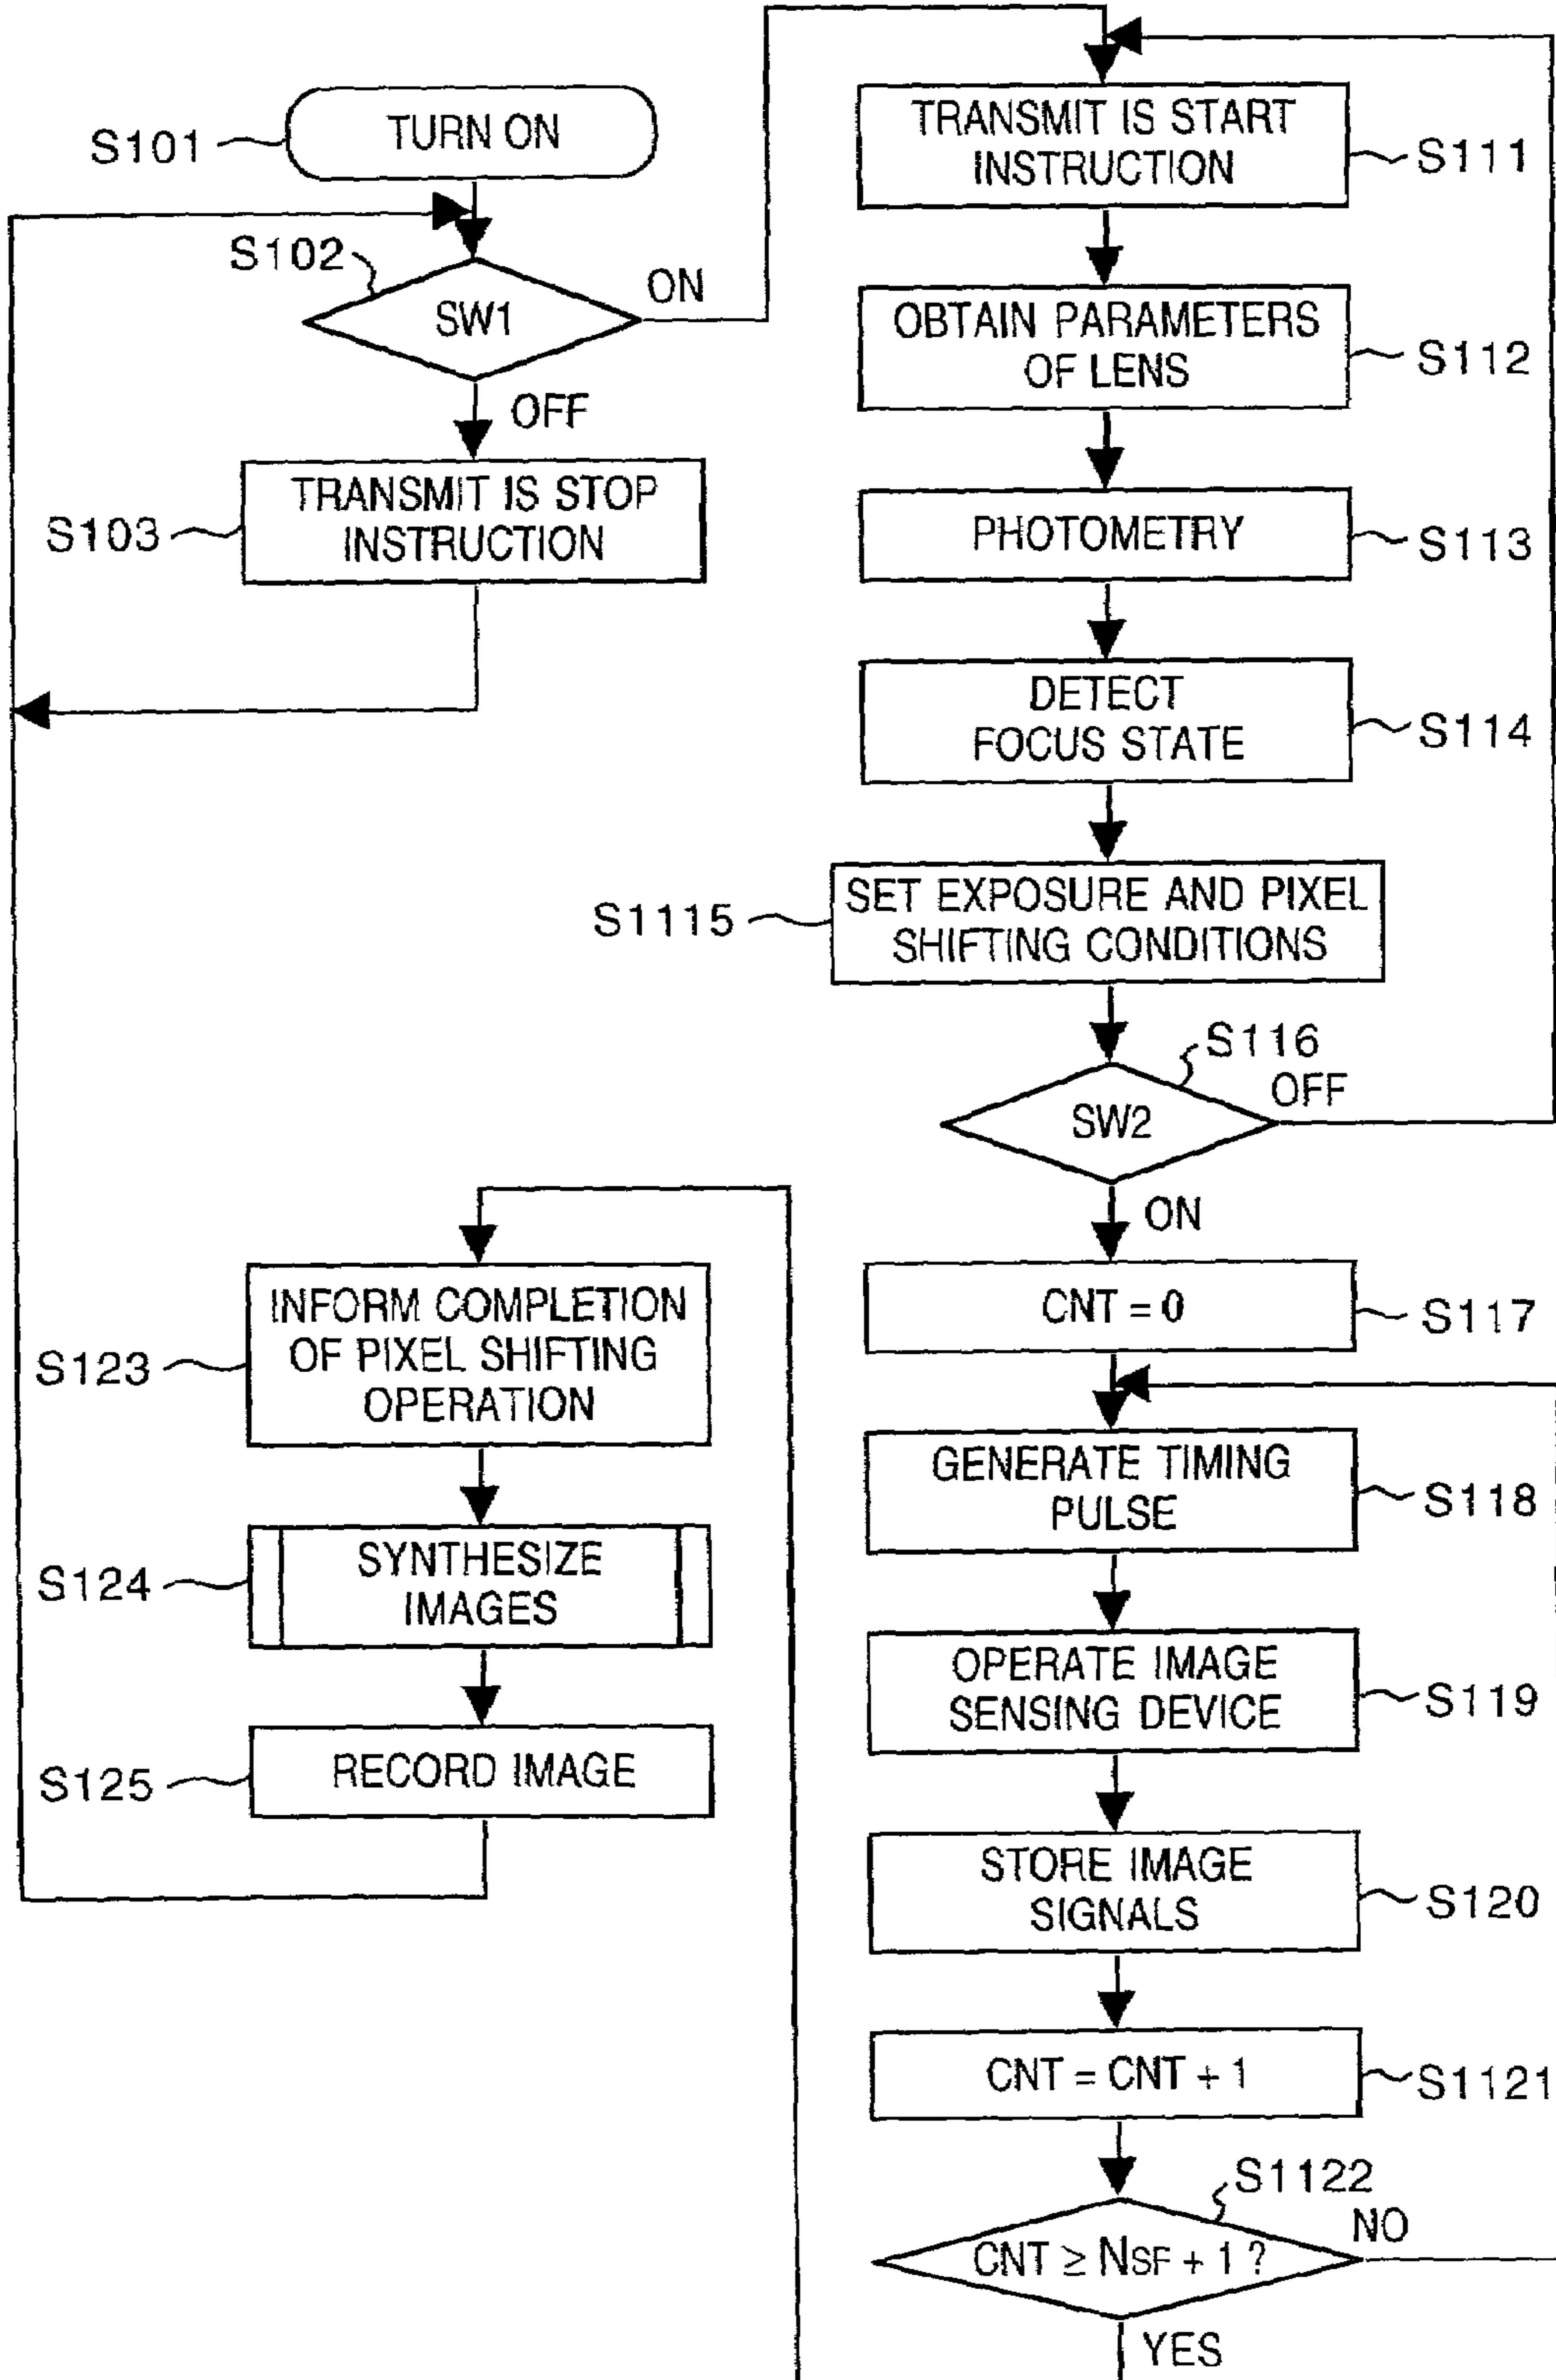 S101
TURN ON
S102
SW1
ON
OFF
S103
TRANSMIT IS STOP
INSTRUCTION
TRANSMIT IS START
INSTRUCTION
S111
OBTAIN PARAMETERS
OF LENS
S112
PHOTOMETRY
S113
DETECT
FOCUS STATE
S114
S1115
SET EXPOSURE AND PIXEL
SHIFTING CONDITIONS
S116
OFF
SW2
ON
CNT = 0
S117
GENERATE TIMING
PULSE
S118
OPERATE IMAGE
SENSING DEVICE
S119
STORE IMAGE
SIGNALS
S120
CNT = CNT + 1
S1121
S1122
NO
CNT ≥ NSF + 1 ?
YES
S123
INFORM COMPLETION
OF PIXEL SHIFTING
OPERATION
S124
SYNTHESIZE
IMAGES
S125
RECORD IMAGE